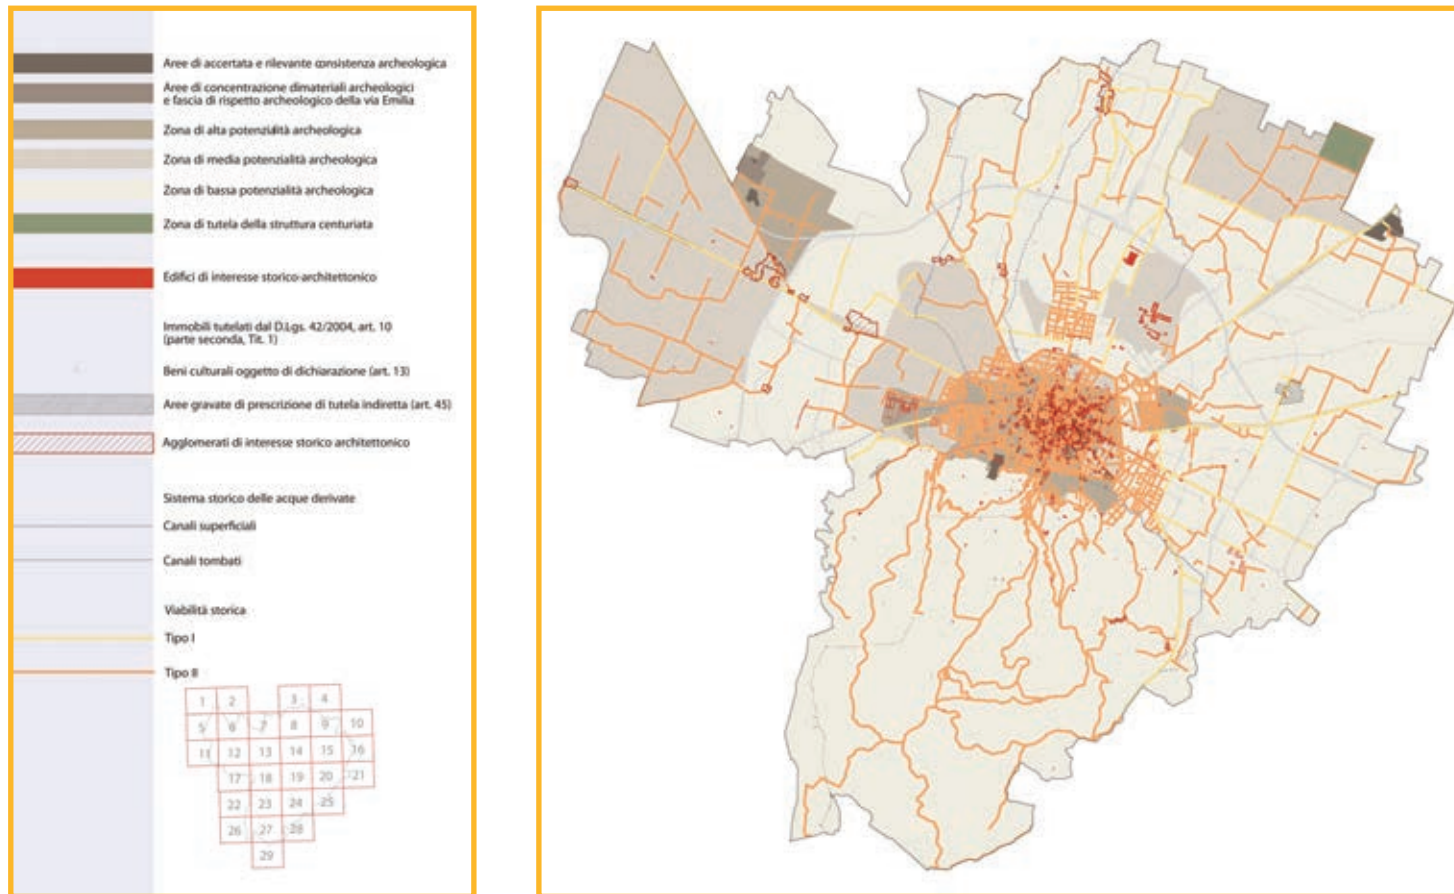 Aree di accertata e rilevante consistenza archeologica
Aree di concentrazione dimateriali archeologici
e fascia di rispetto archeologico della via Emilia
Zona di alta potenzialità archeologica
Zona di media potenzialità archeologica
Zona di bassa potenzialità archeologica
Zona di tutela della struttura centuriata
Edifici di interesse storico-architettonico
Immobili tutelati dal D.Lgs. 42/2004, art. 10
(parte seconda, Tit. 1)
Beni culturali oggetto di dichiarazione (art. 13)
Aree gravate di prescrizione di tutela indiretta (art. 45)
Agglomerati di interesse storico architettonico
Sistema storico delle acque derivate
Canali superficiali
Canali tombati
Viabilità storica
Tipo I
Tipo II
1 2 3 4
5 6 7 8 9 10
11 12 13 14 15 16
17 18 19 20 21
22 23 24 25
26 27 28
29